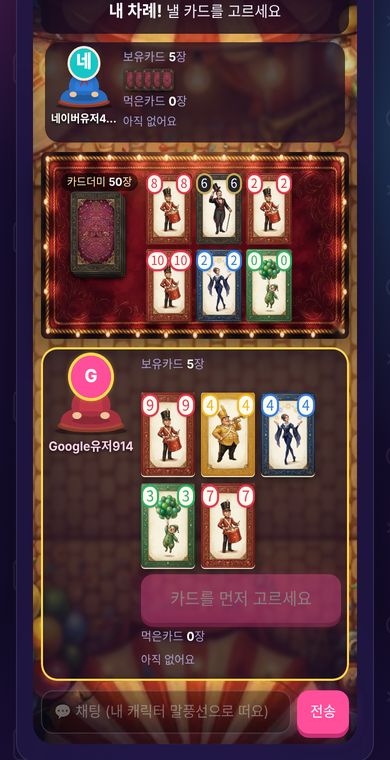 내 차례! 낼 카드를 고르세요
네
네이버유저4...
보유카드 5장
먹은카드 0장
아직 없어요
카드더미 50장
8 8
6 6
2 2
10 10
2 2
0 0
G
Google유저914
보유카드 5장
9 9
4 4
4 4
3 3
7 7
카드를 먼저 고르세요
먹은카드 0장
아직 없어요
💬 채팅 (내 캐릭터 말풍선으로 떠요)
전송